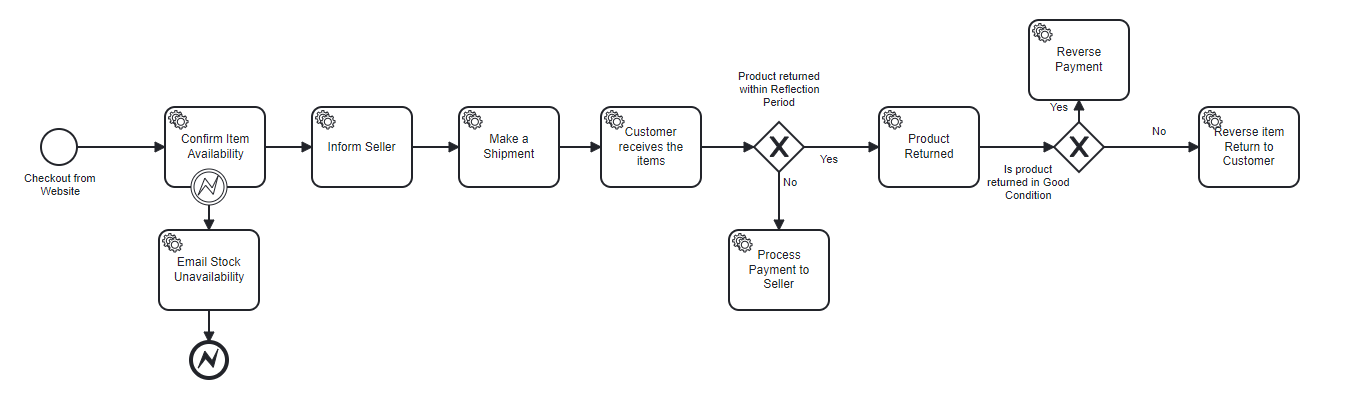 Checkout from
Website
Confirm Item
Availability
Email Stock
Unavailability
Inform Seller
Make a
Shipment
Customer
receives the
items
Product returned
within Reflection
Period
Yes
No
Process
Payment to
Seller
Product
Returned
Is product
returned in Good
Condition
Yes
Reverse
Payment
No
Reverse item
Return to
Customer